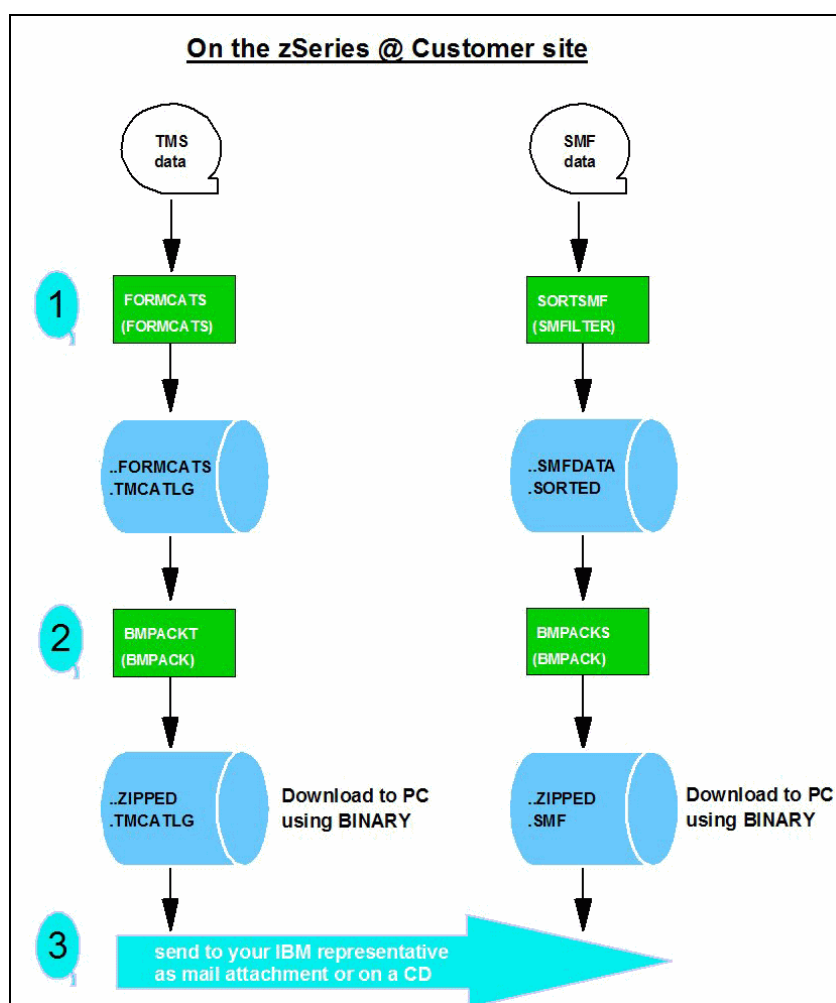 On the zSeries @ Customer site
TMS
data
SMF
data
1
FORMCATS
(FORMCATS)
SORTSMF
(SMFILTER)
..FORMCATS
.TMCATLG
..SMFDATA
.SORTED
2
BMPACKT
(BMPACK)
BMPACKS
(BMPACK)
..ZIPPED
.TMCATLG
Download to PC
using BINARY
..ZIPPED
.SMF
Download to PC
using BINARY
3
send to your IBM representative
as mail attachment or on a CD